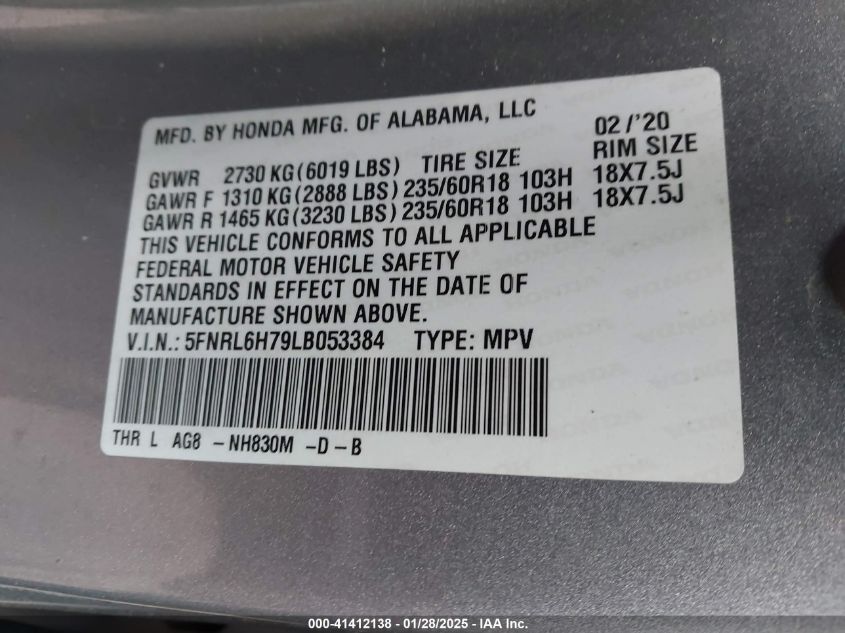 MFD. BY HONDA MFG. OF ALABAMA, LLC 02/'20
GVWR 2730 KG(6019 LBS) TIRE SIZE RIM SIZE
GAWR F 1310 KG(2888 LBS) 235/60R18 103H 18X7.5J
GAWR R 1465 KG(3230 LBS) 235/60R18 103H 18X7.5J
THIS VEHICLE CONFORMS TO ALL APPLICABLE
FEDERAL MOTOR VEHICLE SAFETY
STANDARDS IN EFFECT ON THE DATE OF
MANUFACTURE SHOWN ABOVE.
V.I.N.: 5FNRL6H79LB053384 TYPE: MPV
THR L AG8 -NH830M -D-B
000-41412138 - 01/28/2025 - IAA Inc.